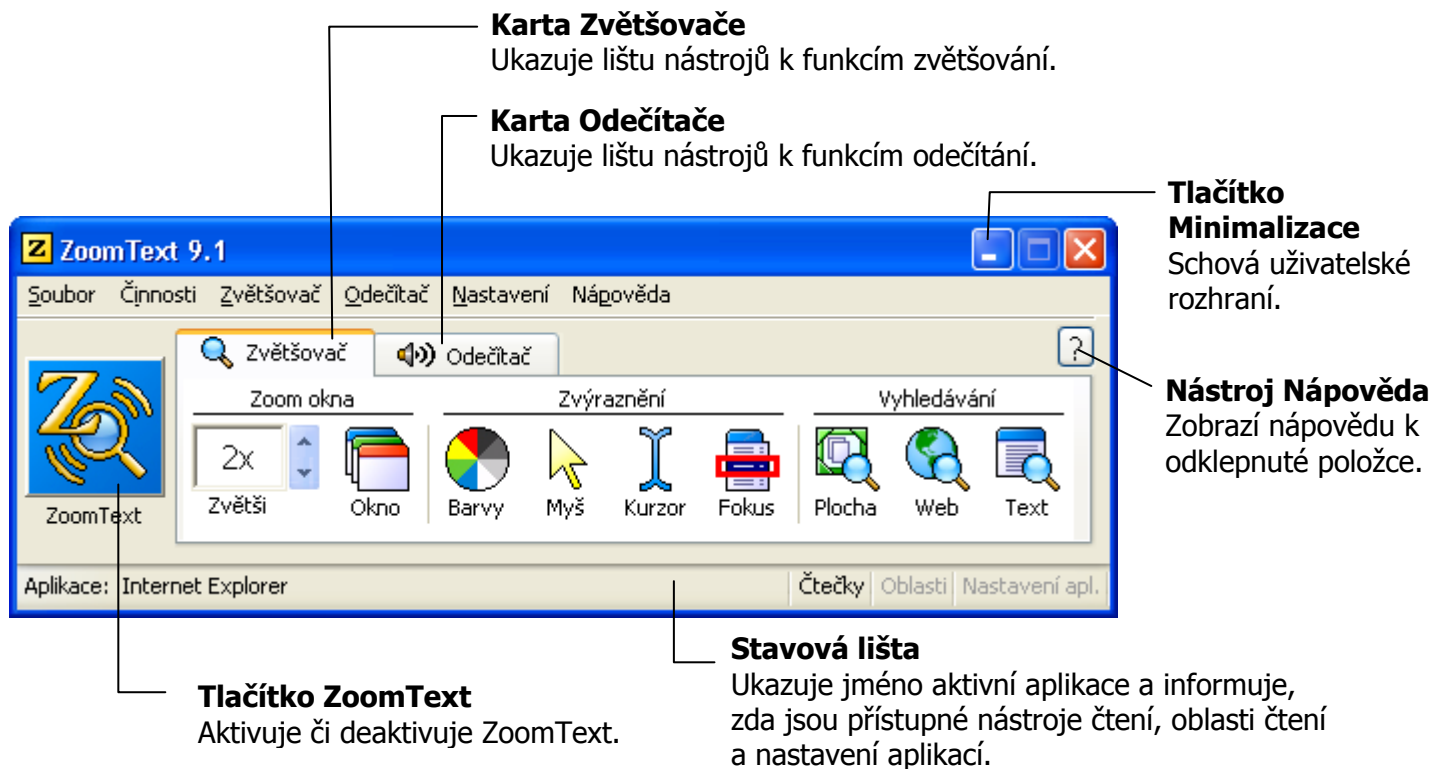 Karta Zvětšovače
Ukazuje lištu nástrojů k funkcím zvětšování.
Karta Odečítače
Ukazuje lištu nástrojů k funkcím odečítání.
Tlačítko
Minimalizace
Schová uživatelské
rozhraní.
ZoomText 9.1
Soubor Činnosti Zvětšovač Odečítač Nastavení Nápověda
Zvětšovač Odečítač ?
Zoom okna Zvýraznění Vyhledávání
2x
Zvětši Okno Barvy Myš Kurzor Fokus Plocha Web Text
ZoomText
Nástroj Nápověda
Zobrazí nápovědu k
odklepnuté položce.
Aplikace: Internet Explorer Čtečky Oblasti Nastavení apl.
Tlačítko ZoomText
Aktivuje či deaktivuje ZoomText.
Stavová lišta
Ukazuje jméno aktivní aplikace a informuje,
zda jsou přístupné nástroje čtení, oblasti čtení
a nastavení aplikací.